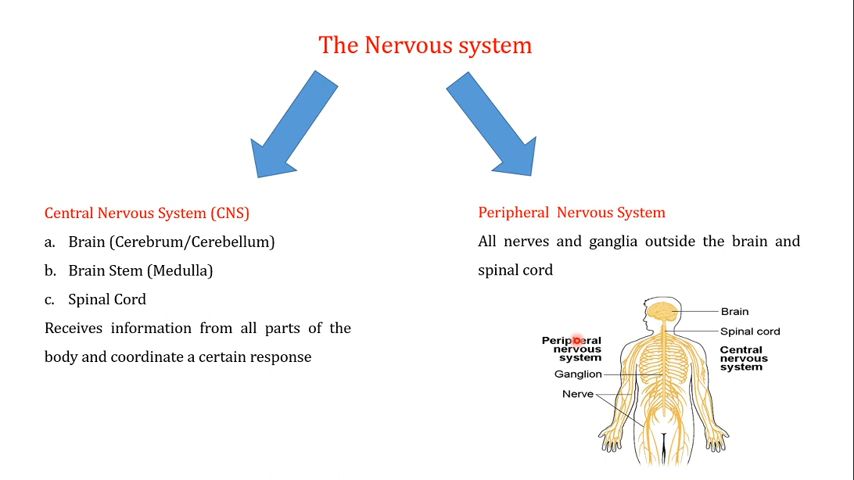 The Nervous system
Central Nervous System (CNS)
a. Brain (Cerebrum/Cerebellum)
b. Brain Stem (Medulla)
c. Spinal Cord
Receives information from all parts of the
body and coordinate a certain response
Peripheral Nervous System
All nerves and ganglia outside the brain and
spinal cord
Brain
Spinal cord
Peripheral
nervous
system
Central
nervous
system
Ganglion
Nerve